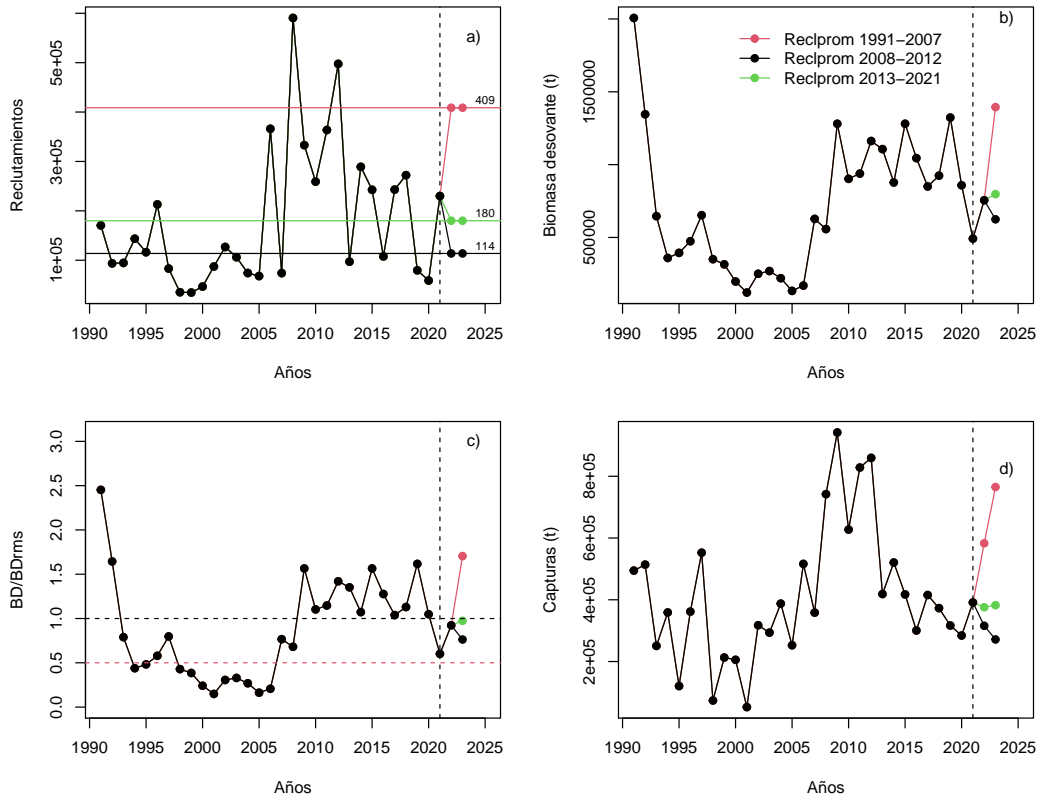 a)
Reclutamientos
5e+05
3e+05
1e+05
409
180
114
1990 1995 2000 2005 2010 2015 2020 2025
Años
b)
Reclprom 1991−2007
Reclprom 2008−2012
Reclprom 2013−2021
Biomasa desovante (t)
1500000
500000
1990 1995 2000 2005 2010 2015 2020 2025
Años
c)
BD/BDrms
3.0
2.5
2.0
1.5
1.0
0.5
0.0
1990 1995 2000 2005 2010 2015 2020 2025
Años
d)
Capturas (t)
8e+05
6e+05
4e+05
2e+05
1990 1995 2000 2005 2010 2015 2020 2025
Años